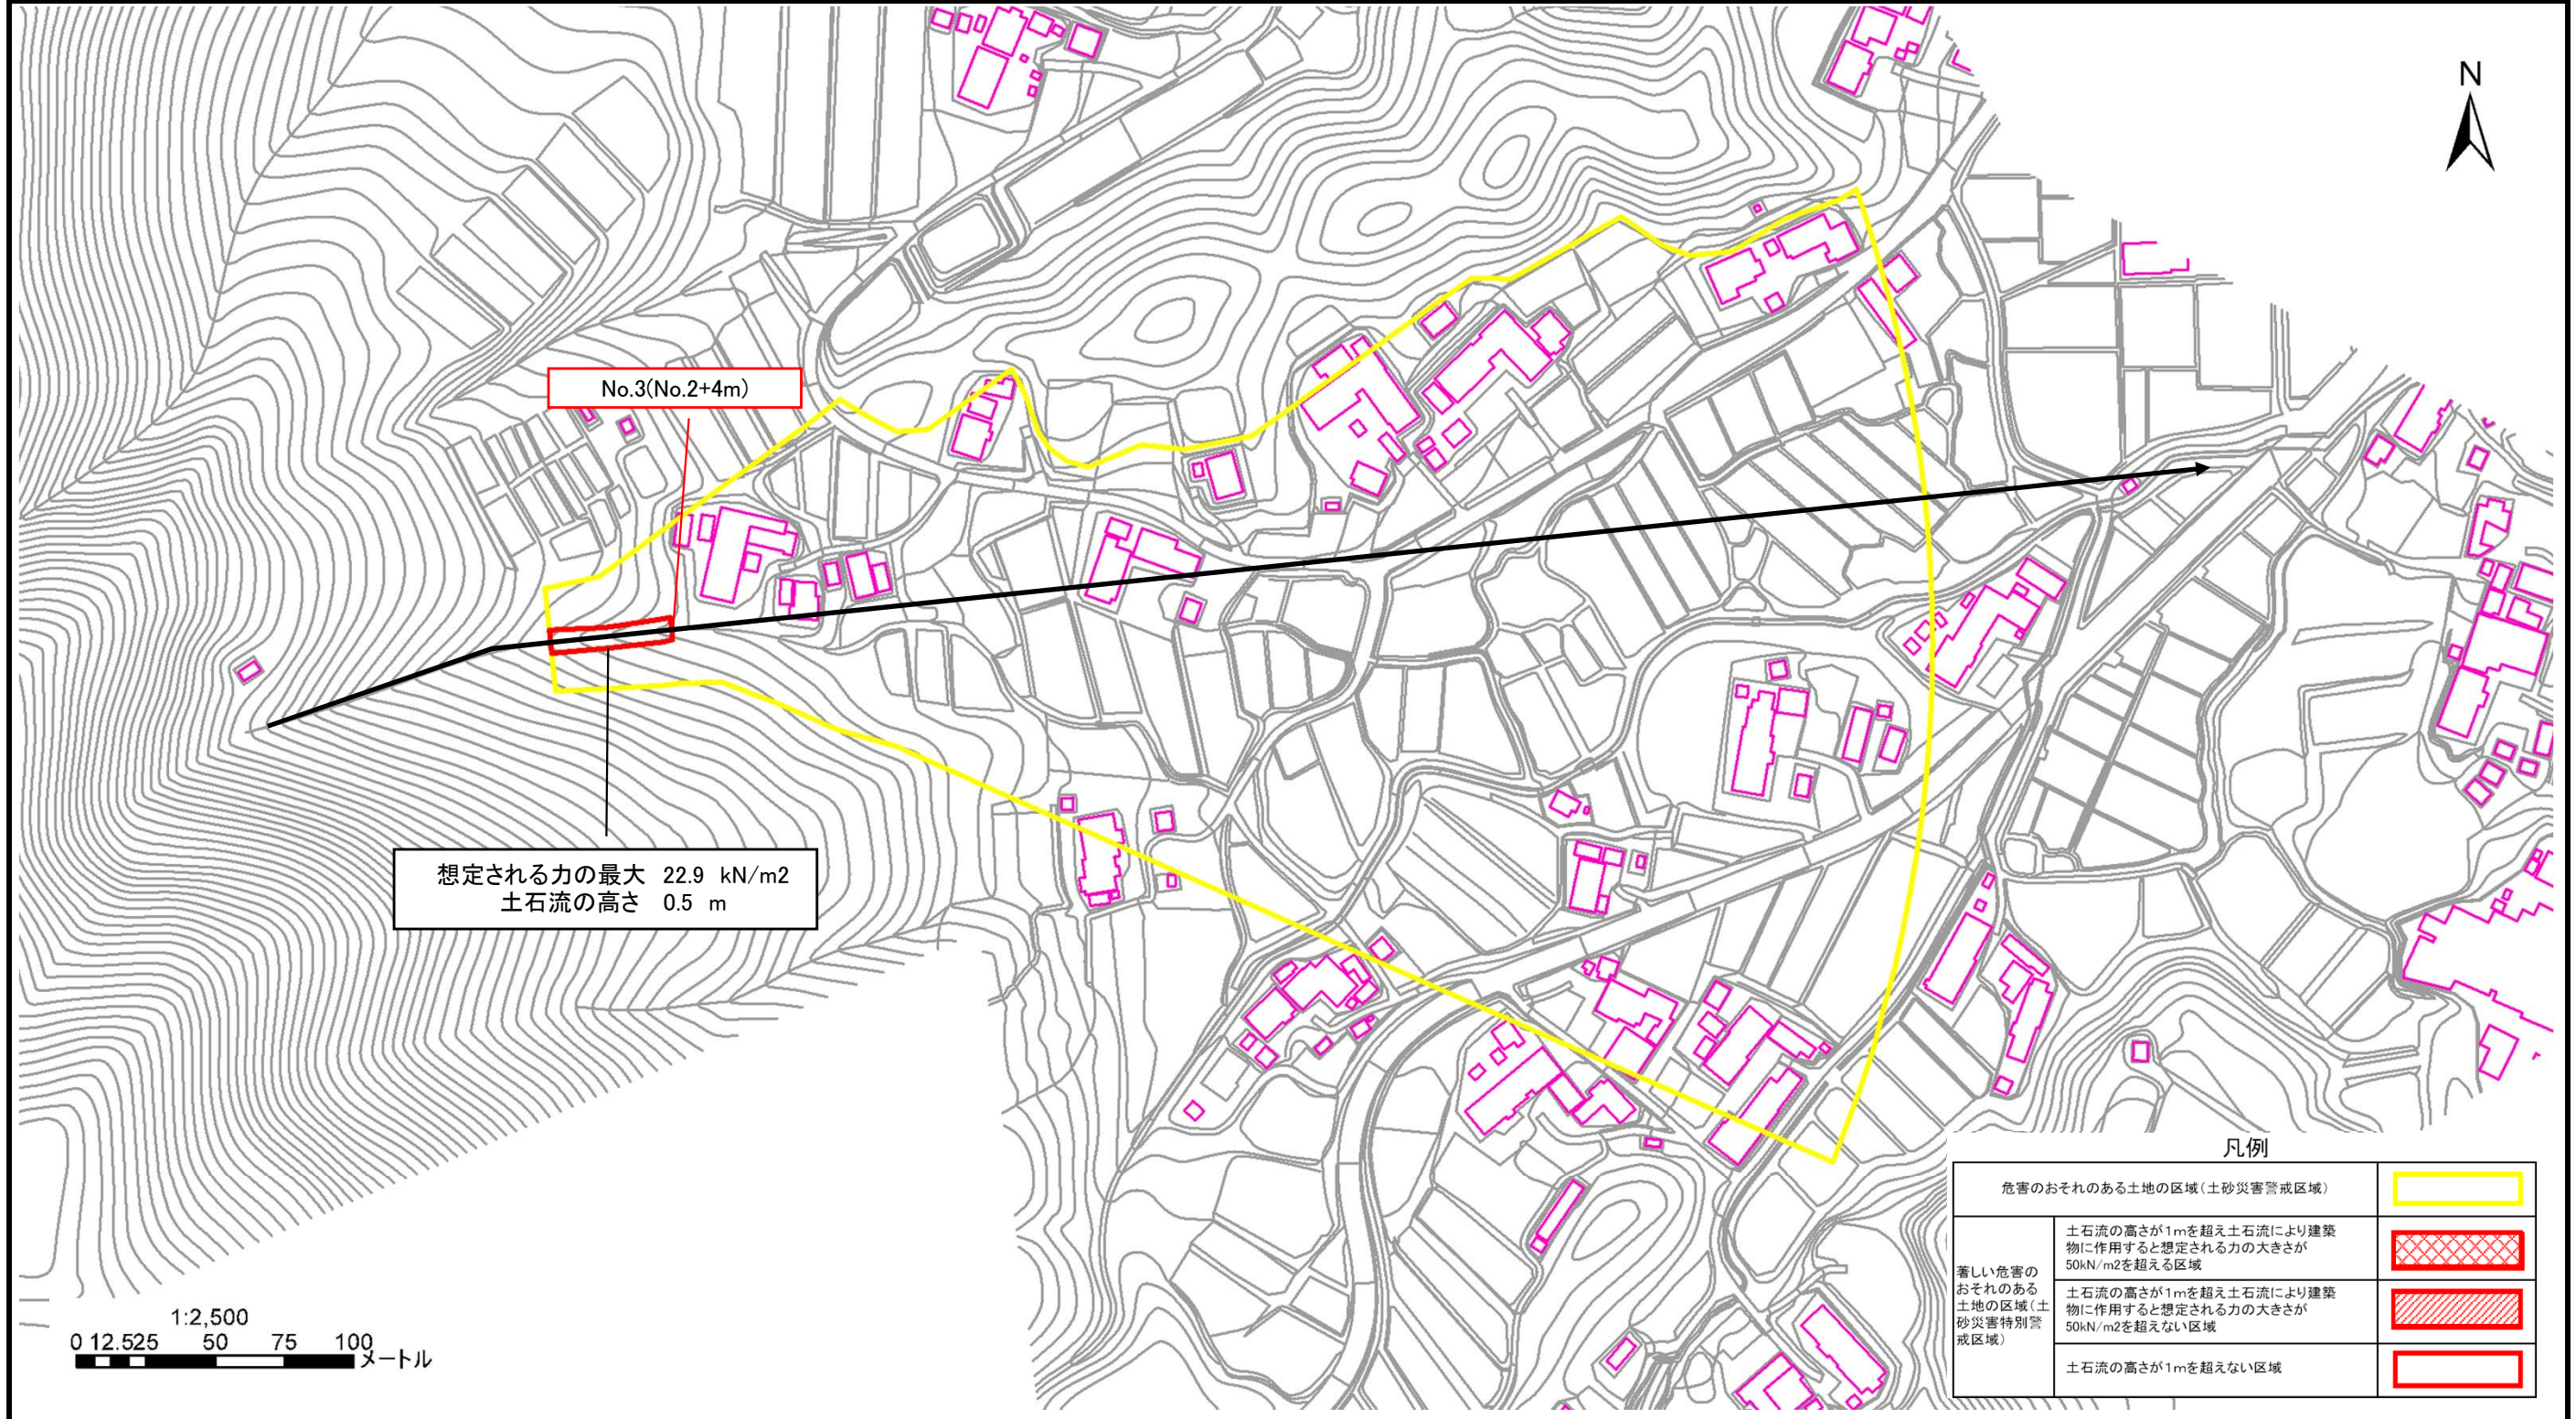 N
No.3(No.2+4m)
想定される力の最大 22.9 kN/m2
土石流の高さ 0.5 m
1:2,500
0 12.525 50 75 100
メートル
凡例
危害のおそれのある土地の区域(土砂災害警戒区域)
著しい危害の
おそれのある
土地の区域(土
砂災害特別警
戒区域)
土石流の高さが1mを超え土石流により建築
物に作用すると想定される力の大きさが
50kN/m2を超える区域
土石流の高さが1mを超え土石流により建築
物に作用すると想定される力の大きさが
50kN/m2を超えない区域
土石流の高さが1mを超えない区域